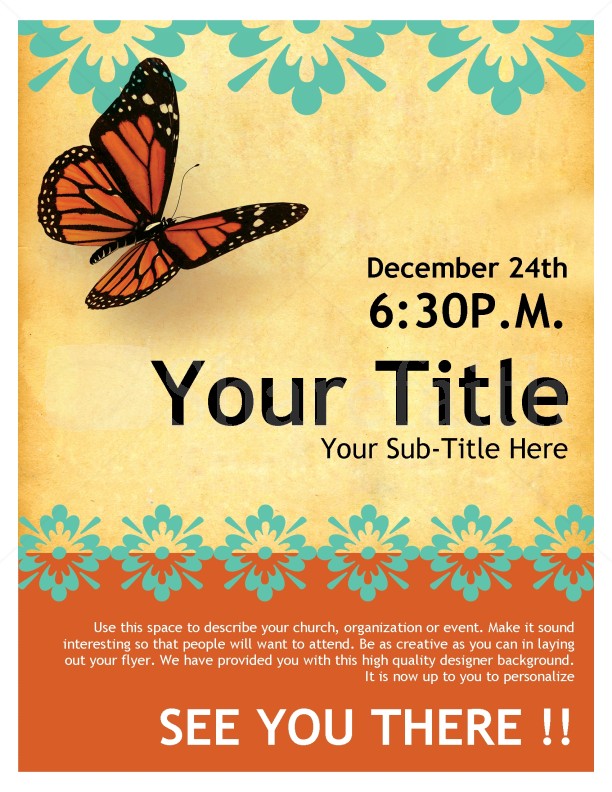 December 24th
6:30P.M.
Your Title
Your Sub-Title Here
Use this space to describe your church, organization or event. Make it sound
interesting so that people will want to attend. Be as creative as you can in laying
out your flyer. We have provided you with this high quality designer background.
It is now up to you to personalize
SEE YOU THERE !!